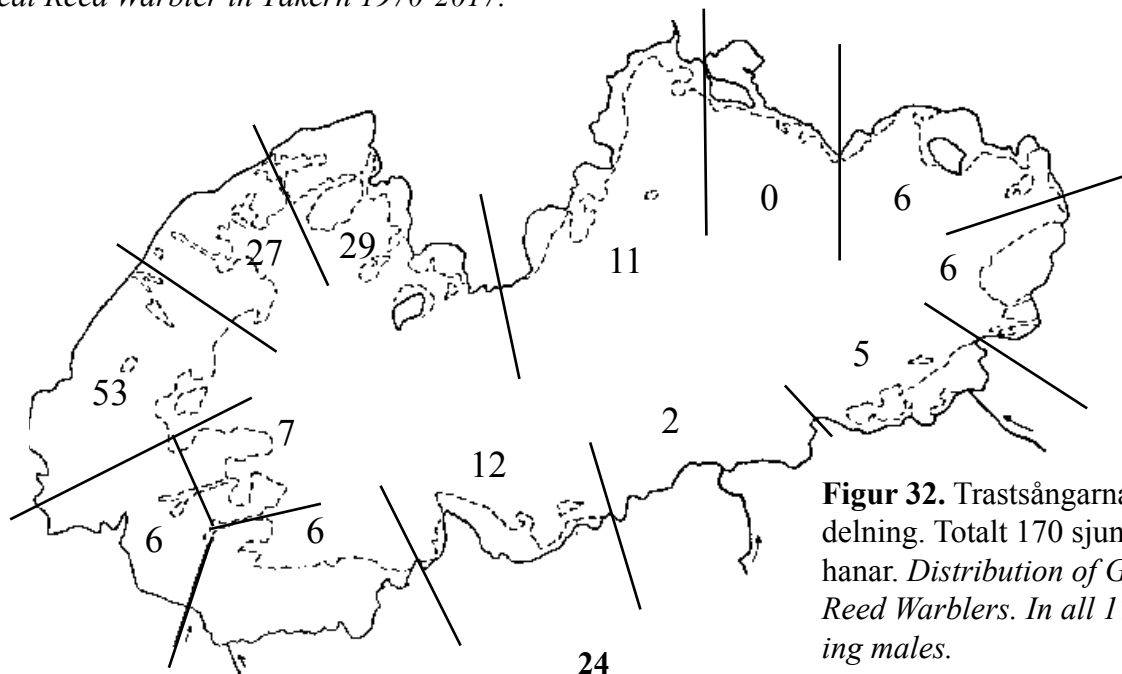 Reed Warbler in Tåkern 1970-2017.
0
6
27
29
11
6
5
53
2
7
12
6
6
Figur 32. Trastsångarna
delning. Totalt 170 sjun
hanar. Distribution of G
Reed Warblers. In all 1
ing males.
24